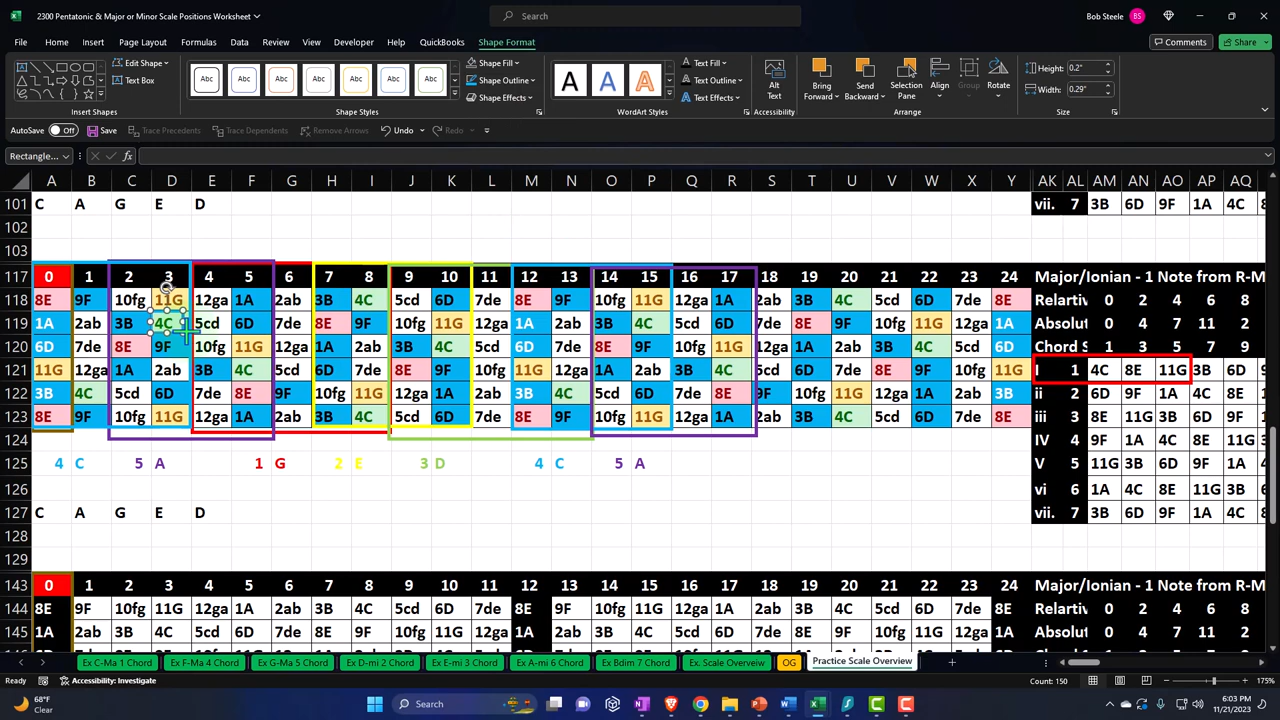 2300 Pentatonic & Major or Minor Scale Positions Worksheet
Search
Bob Steele BS
File Home Insert Page Layout Formulas Data Review View Developer Automate Help QuickBooks Shape Format
Comments Share
Edit Shape
Text Box
Insert Shapes
Abc Abc Abc Abc Abc Abc Abc
Shape Styles
Shape Fill
Shape Outline
Shape Effects
A A A
WordArt Styles
Text Fill
Text Outline
Text Effects
Alt Text
Accessibility
Bring Forward Send Backward Selection Pane Align Group Rotate
Arrange
Height: 0.2"
Width: 0.29"
Size
AutoSave Off Save Trace Precedents Trace Dependents Remove Arrows Undo Redo
Rectangle... fx
A B C D E F G H I J K L M N O P Q R S T U V W X Y AK AL AM AN AO AP AQ
101 C A G E D vii. 7 3B 6D 9F 1A 4C
102
103
117 0 1 2 3 4 5 6 7 8 9 10 11 12 13 14 15 16 17 18 19 20 21 22 23 24 Major/Ionian - 1 Note from R-M
118 8E 9F 10fg 11G 12ga 1A 2ab 3B 4C 5cd 6D 7de 8E 9F 10fg 11G 12ga 1A 2ab 3B 4C 5cd 6D 7de 8E Relartiv 0 2 4 6 8
119 1A 2ab 3B 4C 5cd 6D 7de 8E 9F 10fg 11G 12ga 1A 2ab 3B 4C 5cd 6D 7de 8E 9F 10fg 11G 12ga 1A Absolut 0 4 7 11 2
120 6D 7de 8E 9F 10fg 11G 12ga 1A 2ab 3B 4C 5cd 6D 7de 8E 9F 10fg 11G 12ga 1A 2ab 3B 4C 5cd 6D Chord S 1 3 5 7 9
121 11G 12ga 1A 2ab 3B 4C 5cd 6D 7de 8E 9F 10fg 11G 12ga 1A 2ab 3B 4C 5cd 6D 7de 8E 9F 10fg 11G I 1 4C 8E 11G 3B 6D
122 3B 4C 5cd 6D 7de 8E 9F 10fg 11G 12ga 1A 2ab 3B 4C 5cd 6D 7de 8E 9F 10fg 11G 12ga 1A 2ab 3B ii 2 6D 9F 1A 4C 8E
123 8E 9F 10fg 11G 12ga 1A 2ab 3B 4C 5cd 6D 7de 8E 9F 10fg 11G 12ga 1A 2ab 3B 4C 5cd 6D 7de 8E iii 3 8E 11G 3B 6D 9F
124 IV 4 9F 1A 4C 8E 11G
125 4 C 5 A 1 G 2 E 3 D 4 C 5 A V 5 11G 3B 6D 9F 1A
126 vi 6 1A 4C 8E 11G 3B
127 C A G E D vii. 7 3B 6D 9F 1A 4C
128
129
143 0 1 2 3 4 5 6 7 8 9 10 11 12 13 14 15 16 17 18 19 20 21 22 23 24 Major/Ionian - 1 Note from R-M
144 8E 9F 10fg 11G 12ga 1A 2ab 3B 4C 5cd 6D 7de 8E 9F 10fg 11G 12ga 1A 2ab 3B 4C 5cd 6D 7de 8E Relartiv 0 2 4 6 8
145 1A 2ab 3B 4C 5cd 6D 7de 8E 9F 10fg 11G 12ga 1A 2ab 3B 4C 5cd 6D 7de 8E 9F 10fg 11G 12ga 1A Absolut 0 4 7 11 2
Ex C-Ma 1 Chord Ex F-Ma 4 Chord Ex G-Ma 5 Chord Ex D-mi 2 Chord Ex E-mi 3 Chord Ex A-mi 6 Chord Ex Bdim 7 Chord Ex. Scale Overveiw OG Practice Scale Overview
Ready Accessibility: Investigate Count: 150 175%
68°F
Clear
Search
6:03 PM
11/21/2023